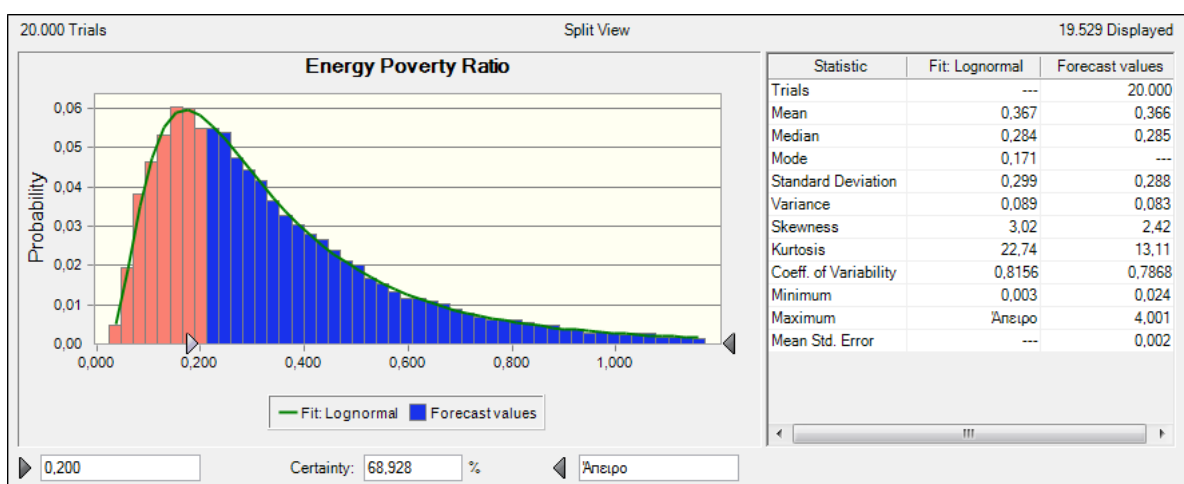 20.000 Trials Split View 19.529 Displayed
Energy Poverty Ratio
Probability
0,06
0,05
0,04
0,03
0,02
0,01
0,00
0,000 0,200 0,400 0,600 0,800 1,000
Fit: Lognormal Forecast values
Statistic Fit: Lognormal Forecast values
Trials --- 20.000
Mean 0,367 0,366
Median 0,284 0,285
Mode 0,171 ---
Standard Deviation 0,299 0,288
Variance 0,089 0,083
Skewness 3,02 2,42
Kurtosis 22,74 13,11
Coeff. of Variability 0,8156 0,7868
Minimum 0,003 0,024
Maximum Άπειρο 4,001
Mean Std. Error --- 0,002
0,200 Certainty: 68,928 % Άπειρο